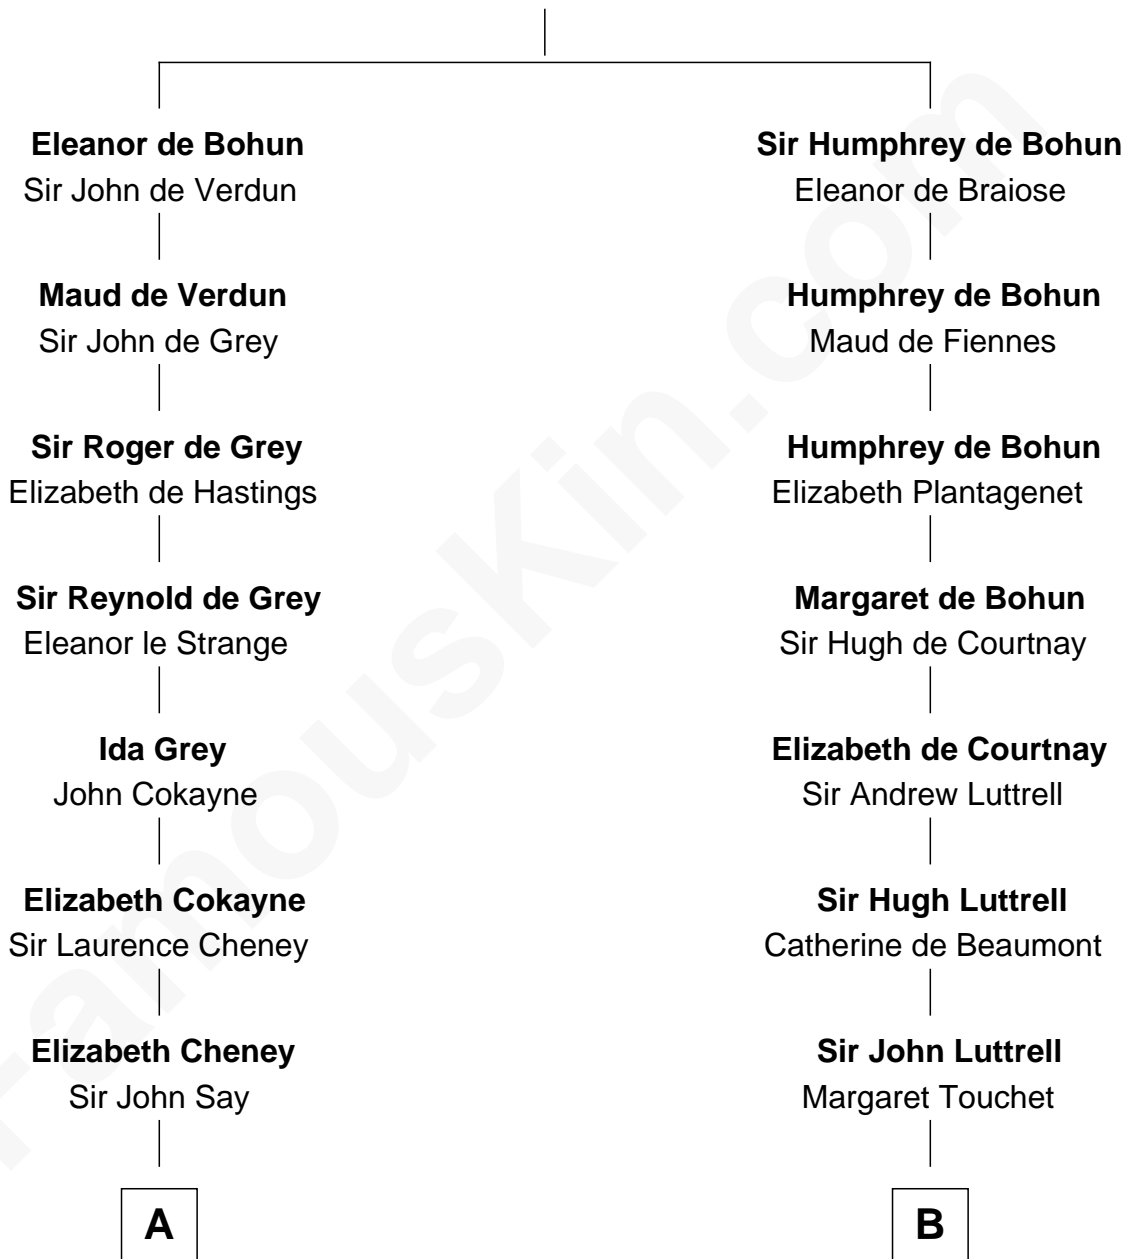 Eleanor de Bohun
Sir John de Verdun
Maud de Verdun
Sir John de Grey
Sir Roger de Grey
Elizabeth de Hastings
Sir Reynold de Grey
Eleanor le Strange
Ida Grey
John Cokayne
Elizabeth Cokayne
Sir Laurence Cheney
Elizabeth Cheney
Sir John Say
A
Sir Humphrey de Bohun
Eleanor de Braiose
Humphrey de Bohun
Maud de Fiennes
Humphrey de Bohun
Elizabeth Plantagenet
Margaret de Bohun
Sir Hugh de Courtnay
Elizabeth de Courtnay
Sir Andrew Luttrell
Sir Hugh Luttrell
Catherine de Beaumont
Sir John Luttrell
Margaret Touchet
B
FamousKin.com